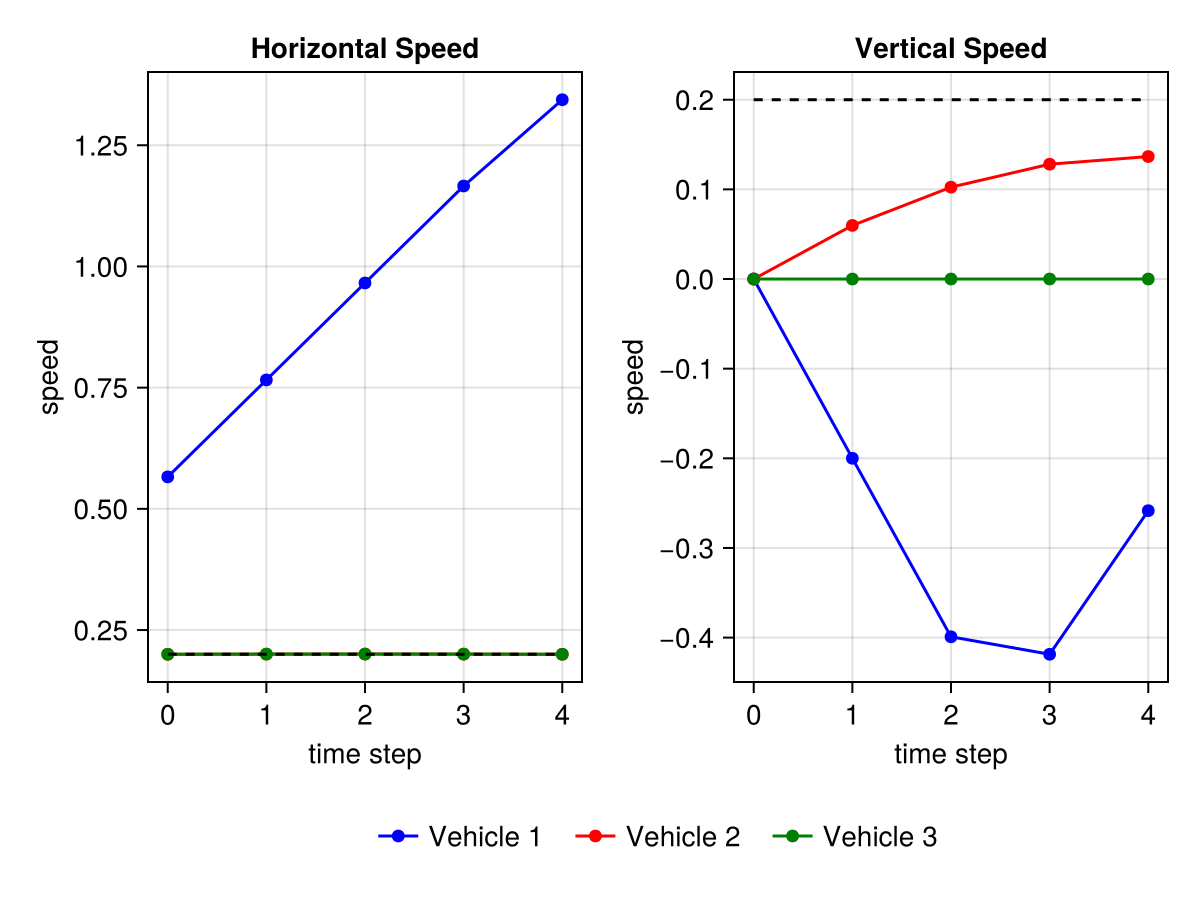 Horizontal Speed
speed
1.25
1.00
0.75
0.50
0.25
0 1 2 3 4
time step
Vertical Speed
speed
0.2
0.1
0.0
−0.1
−0.2
−0.3
−0.4
0 1 2 3 4
time step
Vehicle 1 Vehicle 2 Vehicle 3